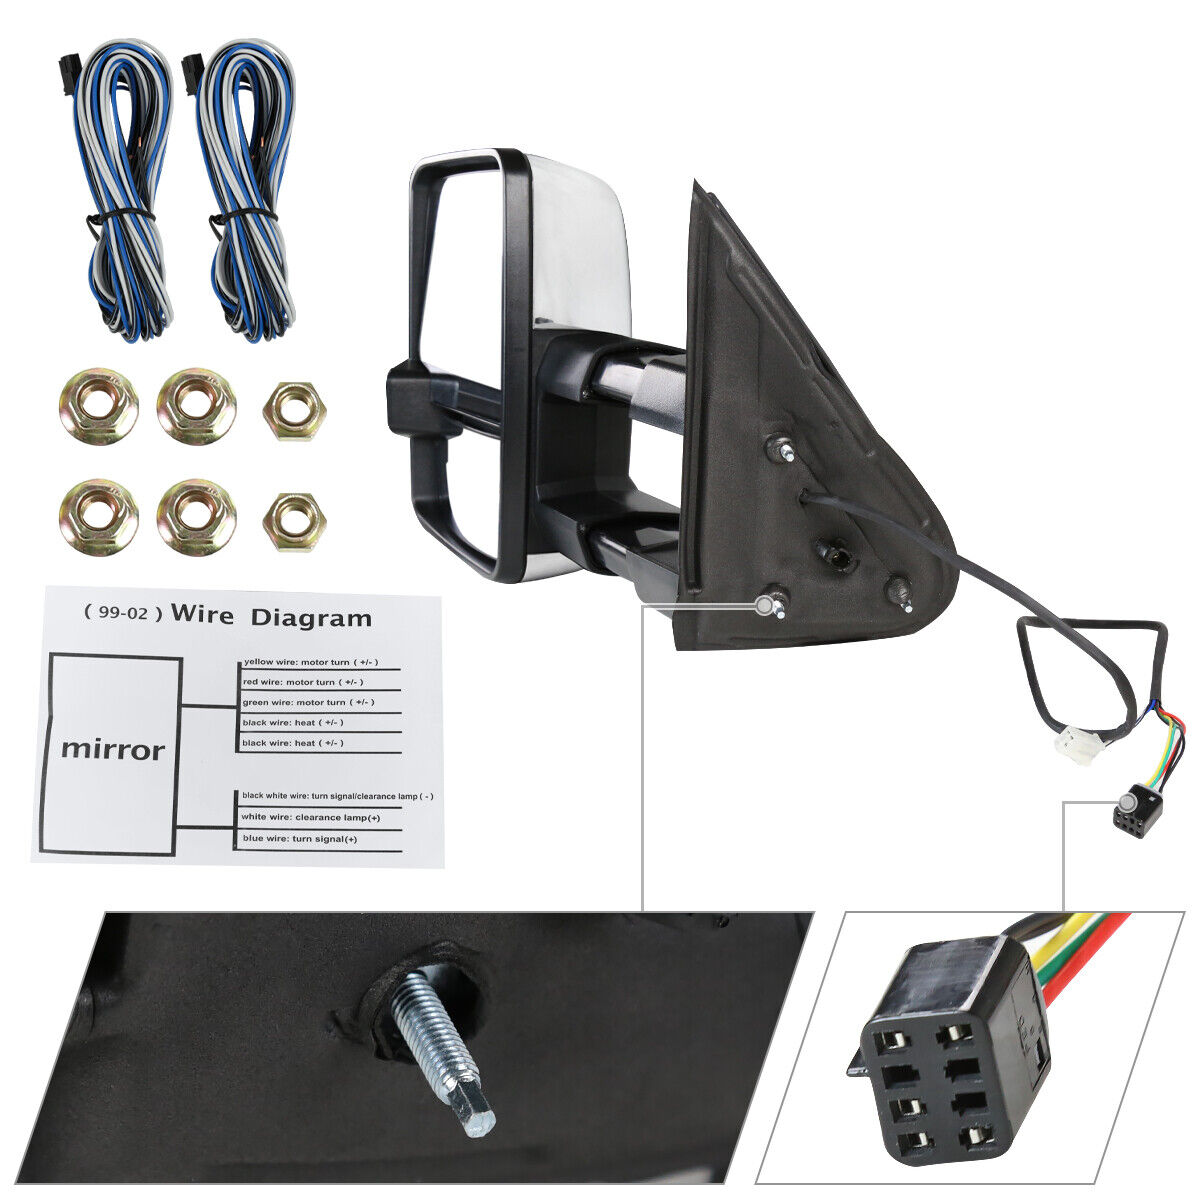 ( 99-02 ) Wire Diagram
yellow wire: motor turn ( +/- )
red wire: motor turn ( +/- )
green wire: motor turn ( +/- )
black wire: heat ( +/- )
black wire: heat ( +/- )
mirror
black white wire: turn signal/clearance lamp ( - )
white wire: clearance lamp(+)
blue wire: turn signal(+)